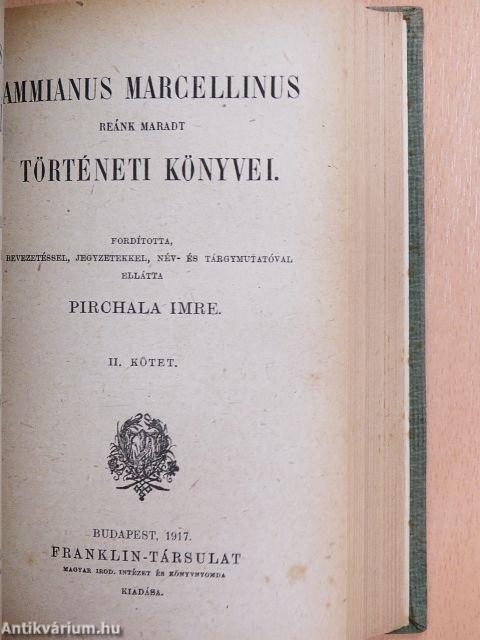 AMMIANUS MARCELLINUS
REÁNK MARADT
TÖRTÉNETI KÖNYVEI.
FORDÍTOTTA,
BEVEZETÉSSEL, JEGYZETEKKEL, NÉV- ÉS TÁRGYMUTATÓVAL
ELLÁTTA
PIRCHALA IMRE.
II. KÖTET.
BUDAPEST, 1917.
FRANKLIN-TÁRSULAT
MAGYAR IROD. INTÉZET ÉS KÖNYVNYOMDA
KIADÁSA.
Antikvárium.hu